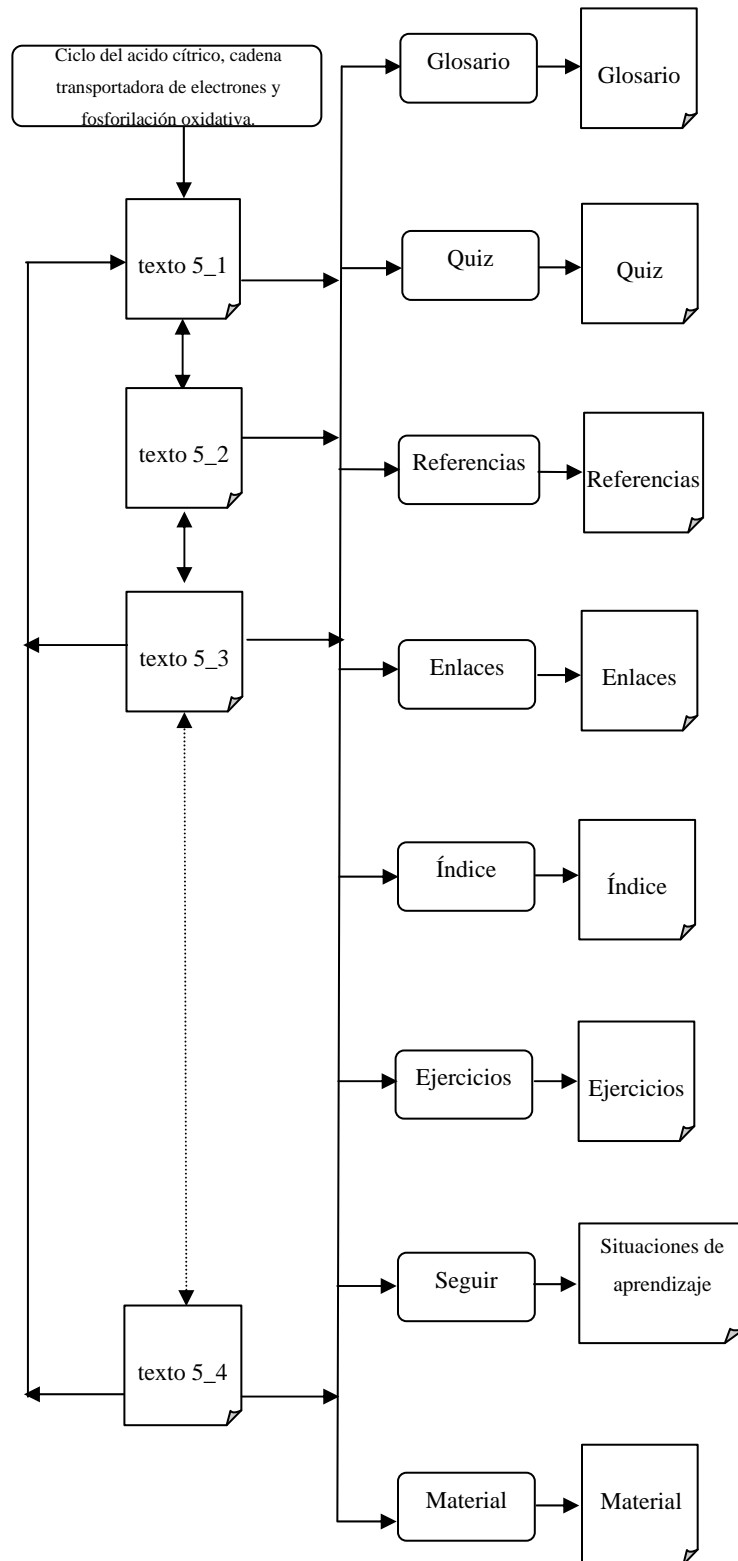 Ciclo del acido cítrico, cadena
transportadora de electrones y
fosforilación oxidativa.
Glosario
Glosario
texto 5_1
Quiz
Quiz
texto 5_2
Referencias
Referencias
texto 5_3
Enlaces
Enlaces
Índice
Índice
Ejercicios
Ejercicios
Seguir
Situaciones de
aprendizaje
texto 5_4
Material
Material